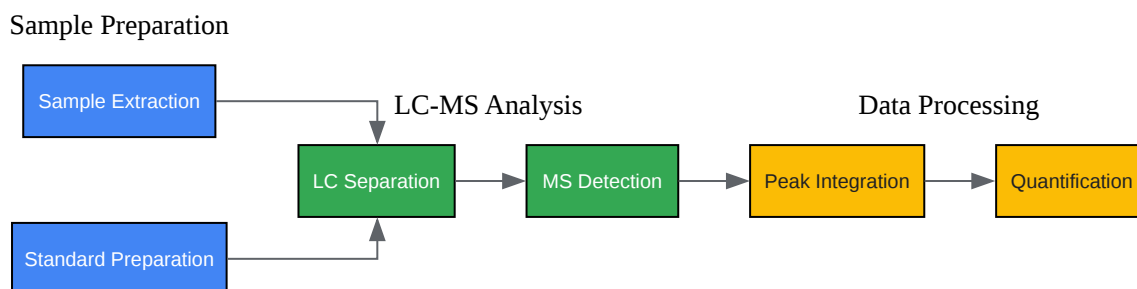 Sample Preparation
Sample Extraction
LC-MS Analysis
Data Processing
LC Separation
MS Detection
Peak Integration
Quantification
Standard Preparation